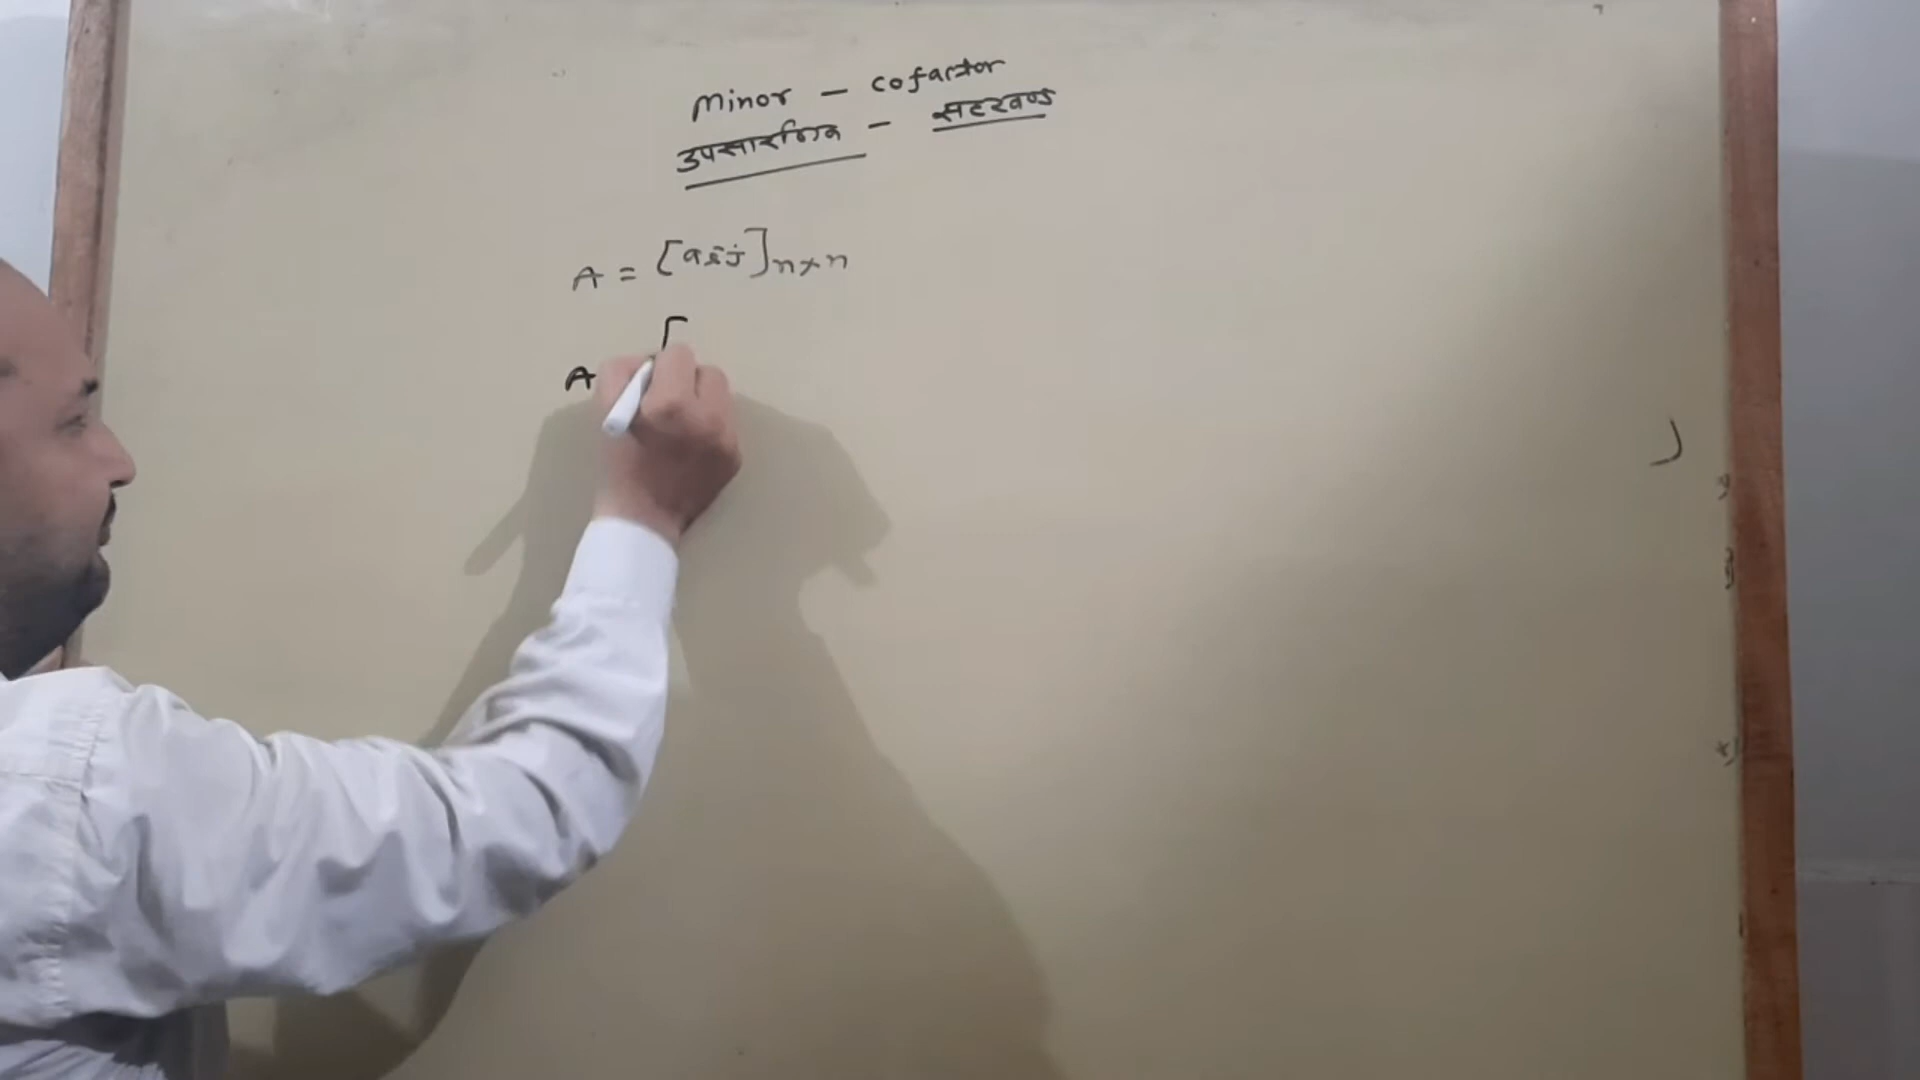 Minor - cofactor
उपसारणिक - सहखण्ड
A = [aij]n×n
A [